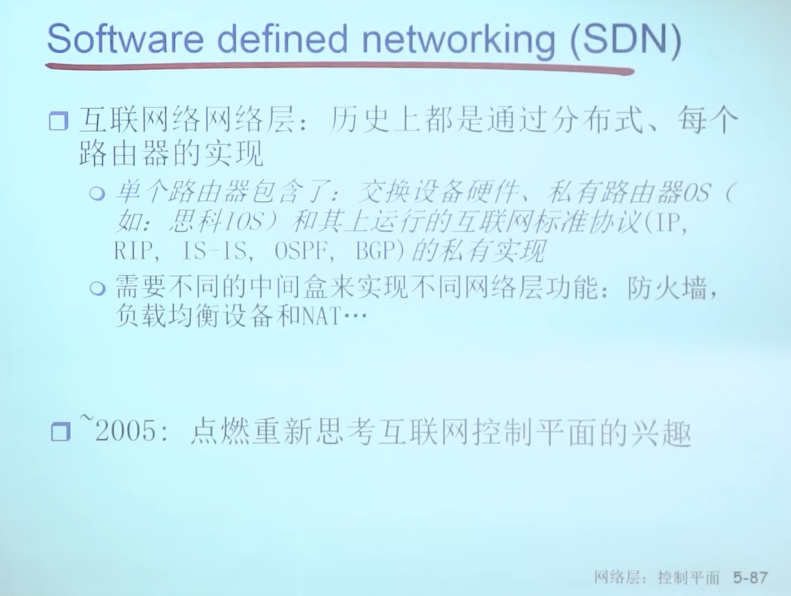 Software defined networking (SDN)
互联网络网络层：历史上都是通过分布式、每个
路由器的实现
单个路由器包含了：交换设备硬件、私有路由器OS（
如：思科IOS）和其上运行的互联网标准协议(IP,
RIP, IS-IS, OSPF, BGP)的私有实现
需要不同的中间盒来实现不同网络层功能：防火墙，
负载均衡设备和NAT…
~2005: 点燃重新思考互联网控制平面的兴趣
网络层：控制平面 5-87